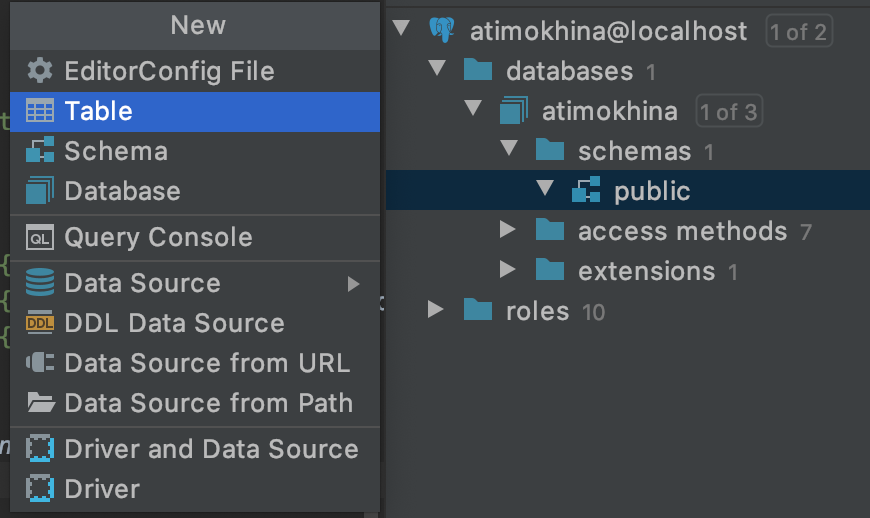 New
EditorConfig File
Table
Schema
Database
QL Query Console
Data Source
DDL DDL Data Source
Data Source from URL
Data Source from Path
Driver and Data Source
Driver
atimokhina@localhost 1 of 2
databases 1
atimokhina 1 of 3
schemas 1
public
access methods 7
extensions 1
roles 10